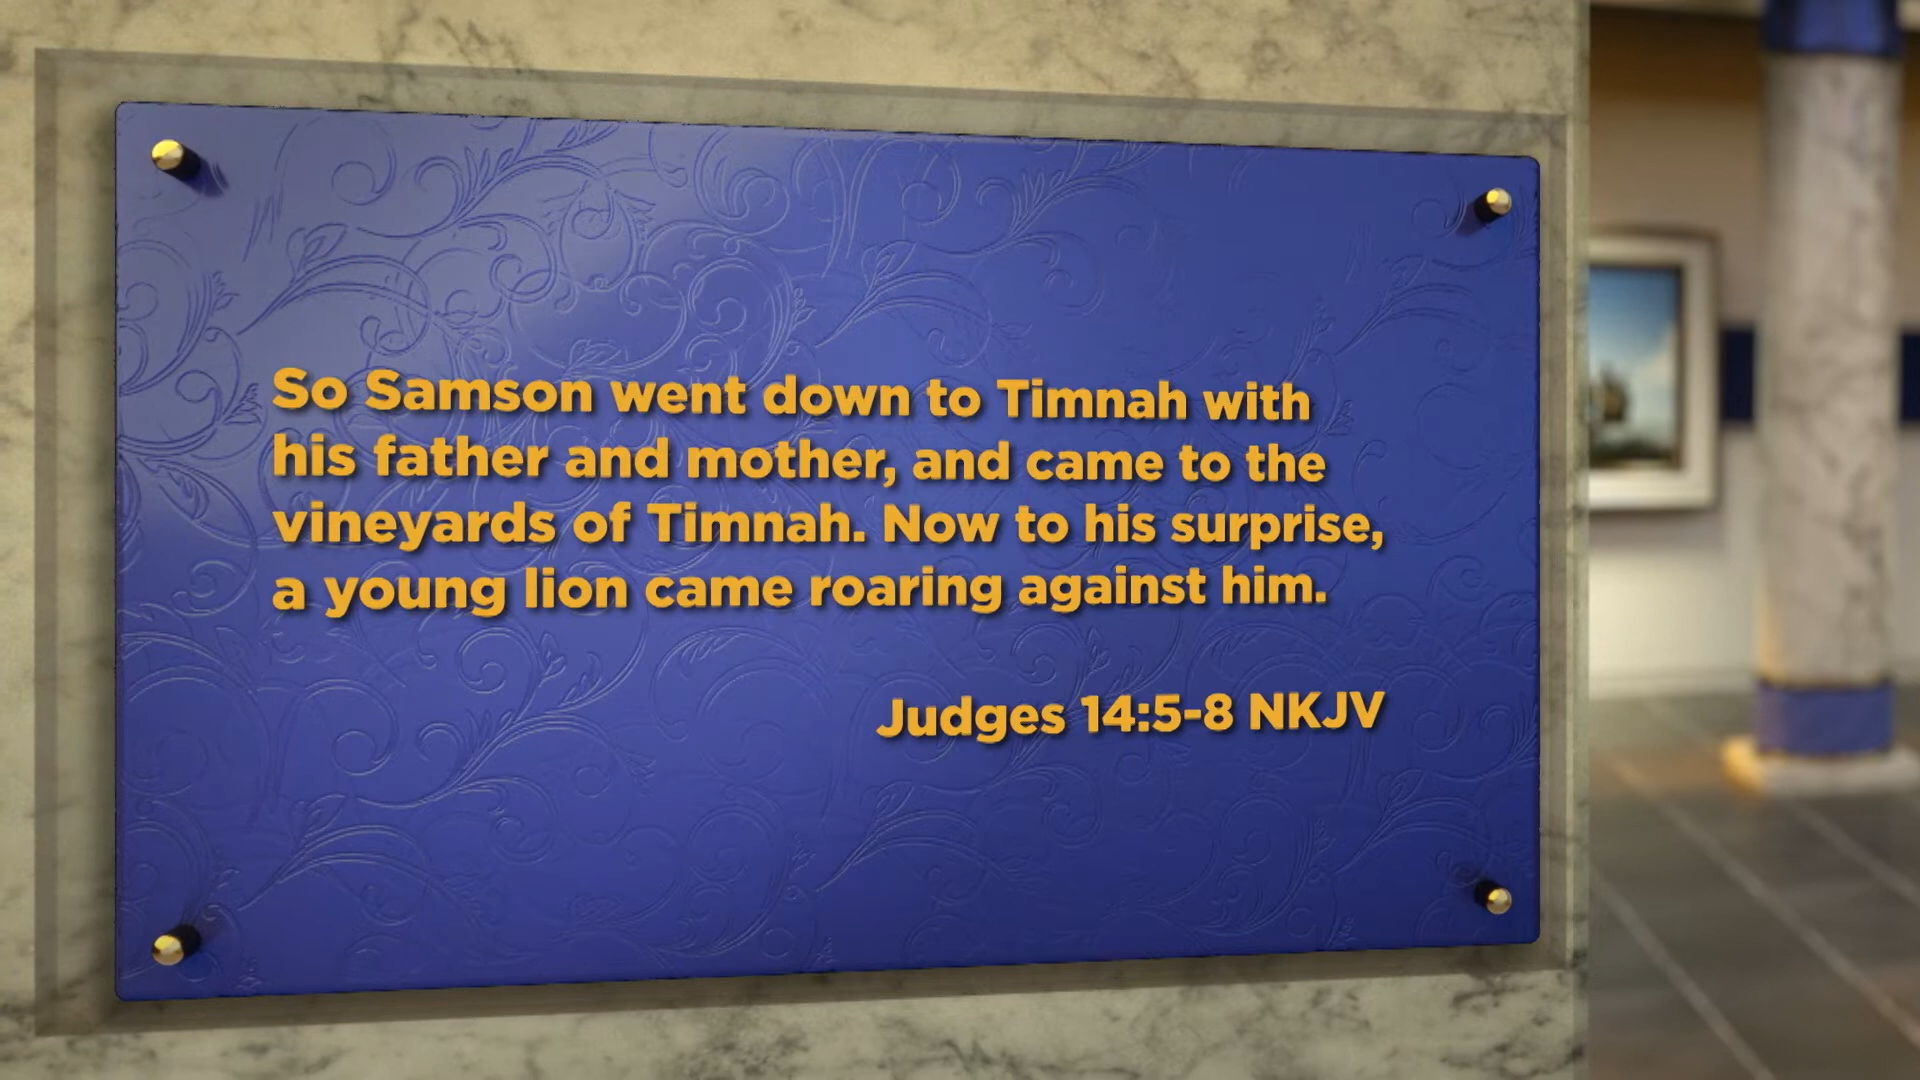 So Samson went down to Timnah with
his father and mother, and came to the
vineyards of Timnah. Now to his surprise,
a young lion came roaring against him.
Judges 14:5-8 NKJV